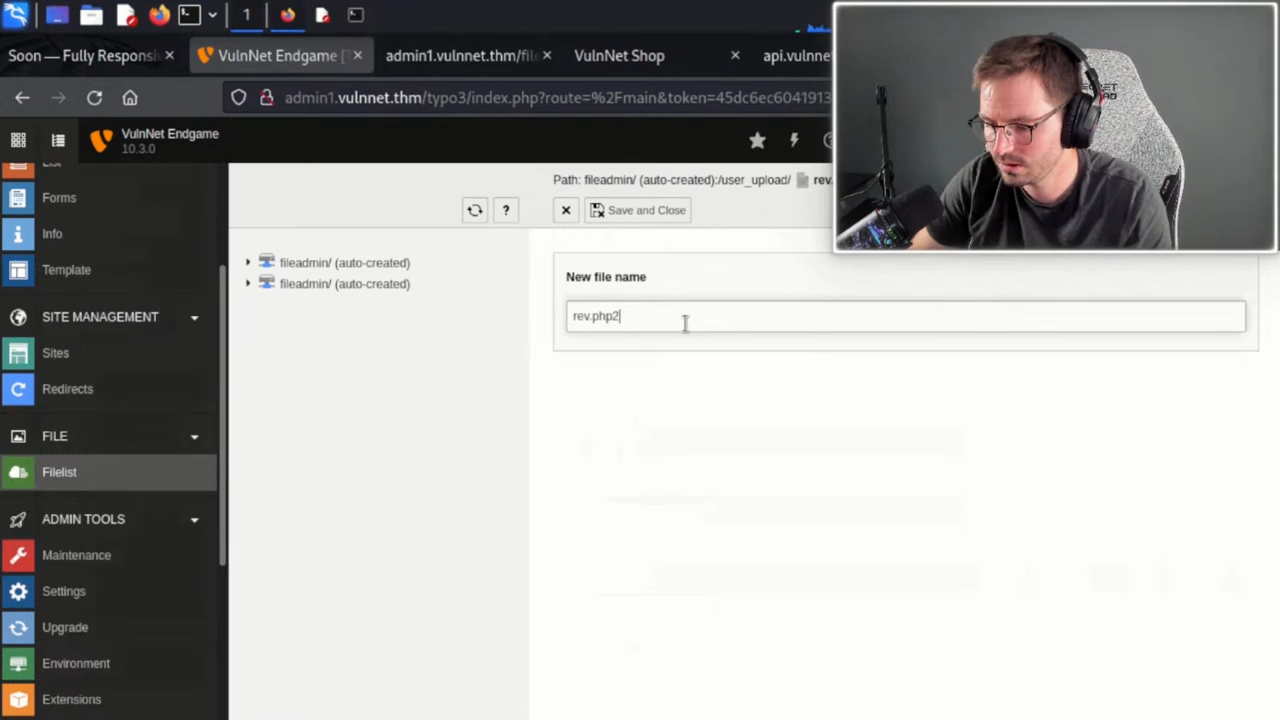 1
Soon — Fully Responsiv
VulnNet Endgame [
admin1.vulnnet.thm/file
VulnNet Shop
api.vulnne
admin1.vulnnet.thm/typo3/index.php?route=%2Fmain&token=45dc6ec6041913
VulnNet Endgame
10.3.0
Path: fileadmin/ (auto-created):/user_upload/ rev.
? Save and Close
List
Forms
Info
Template
SITE MANAGEMENT
Sites
Redirects
FILE
Filelist
ADMIN TOOLS
Maintenance
Settings
Upgrade
Environment
Extensions
fileadmin/ (auto-created)
fileadmin/ (auto-created)
New file name
rev.php2